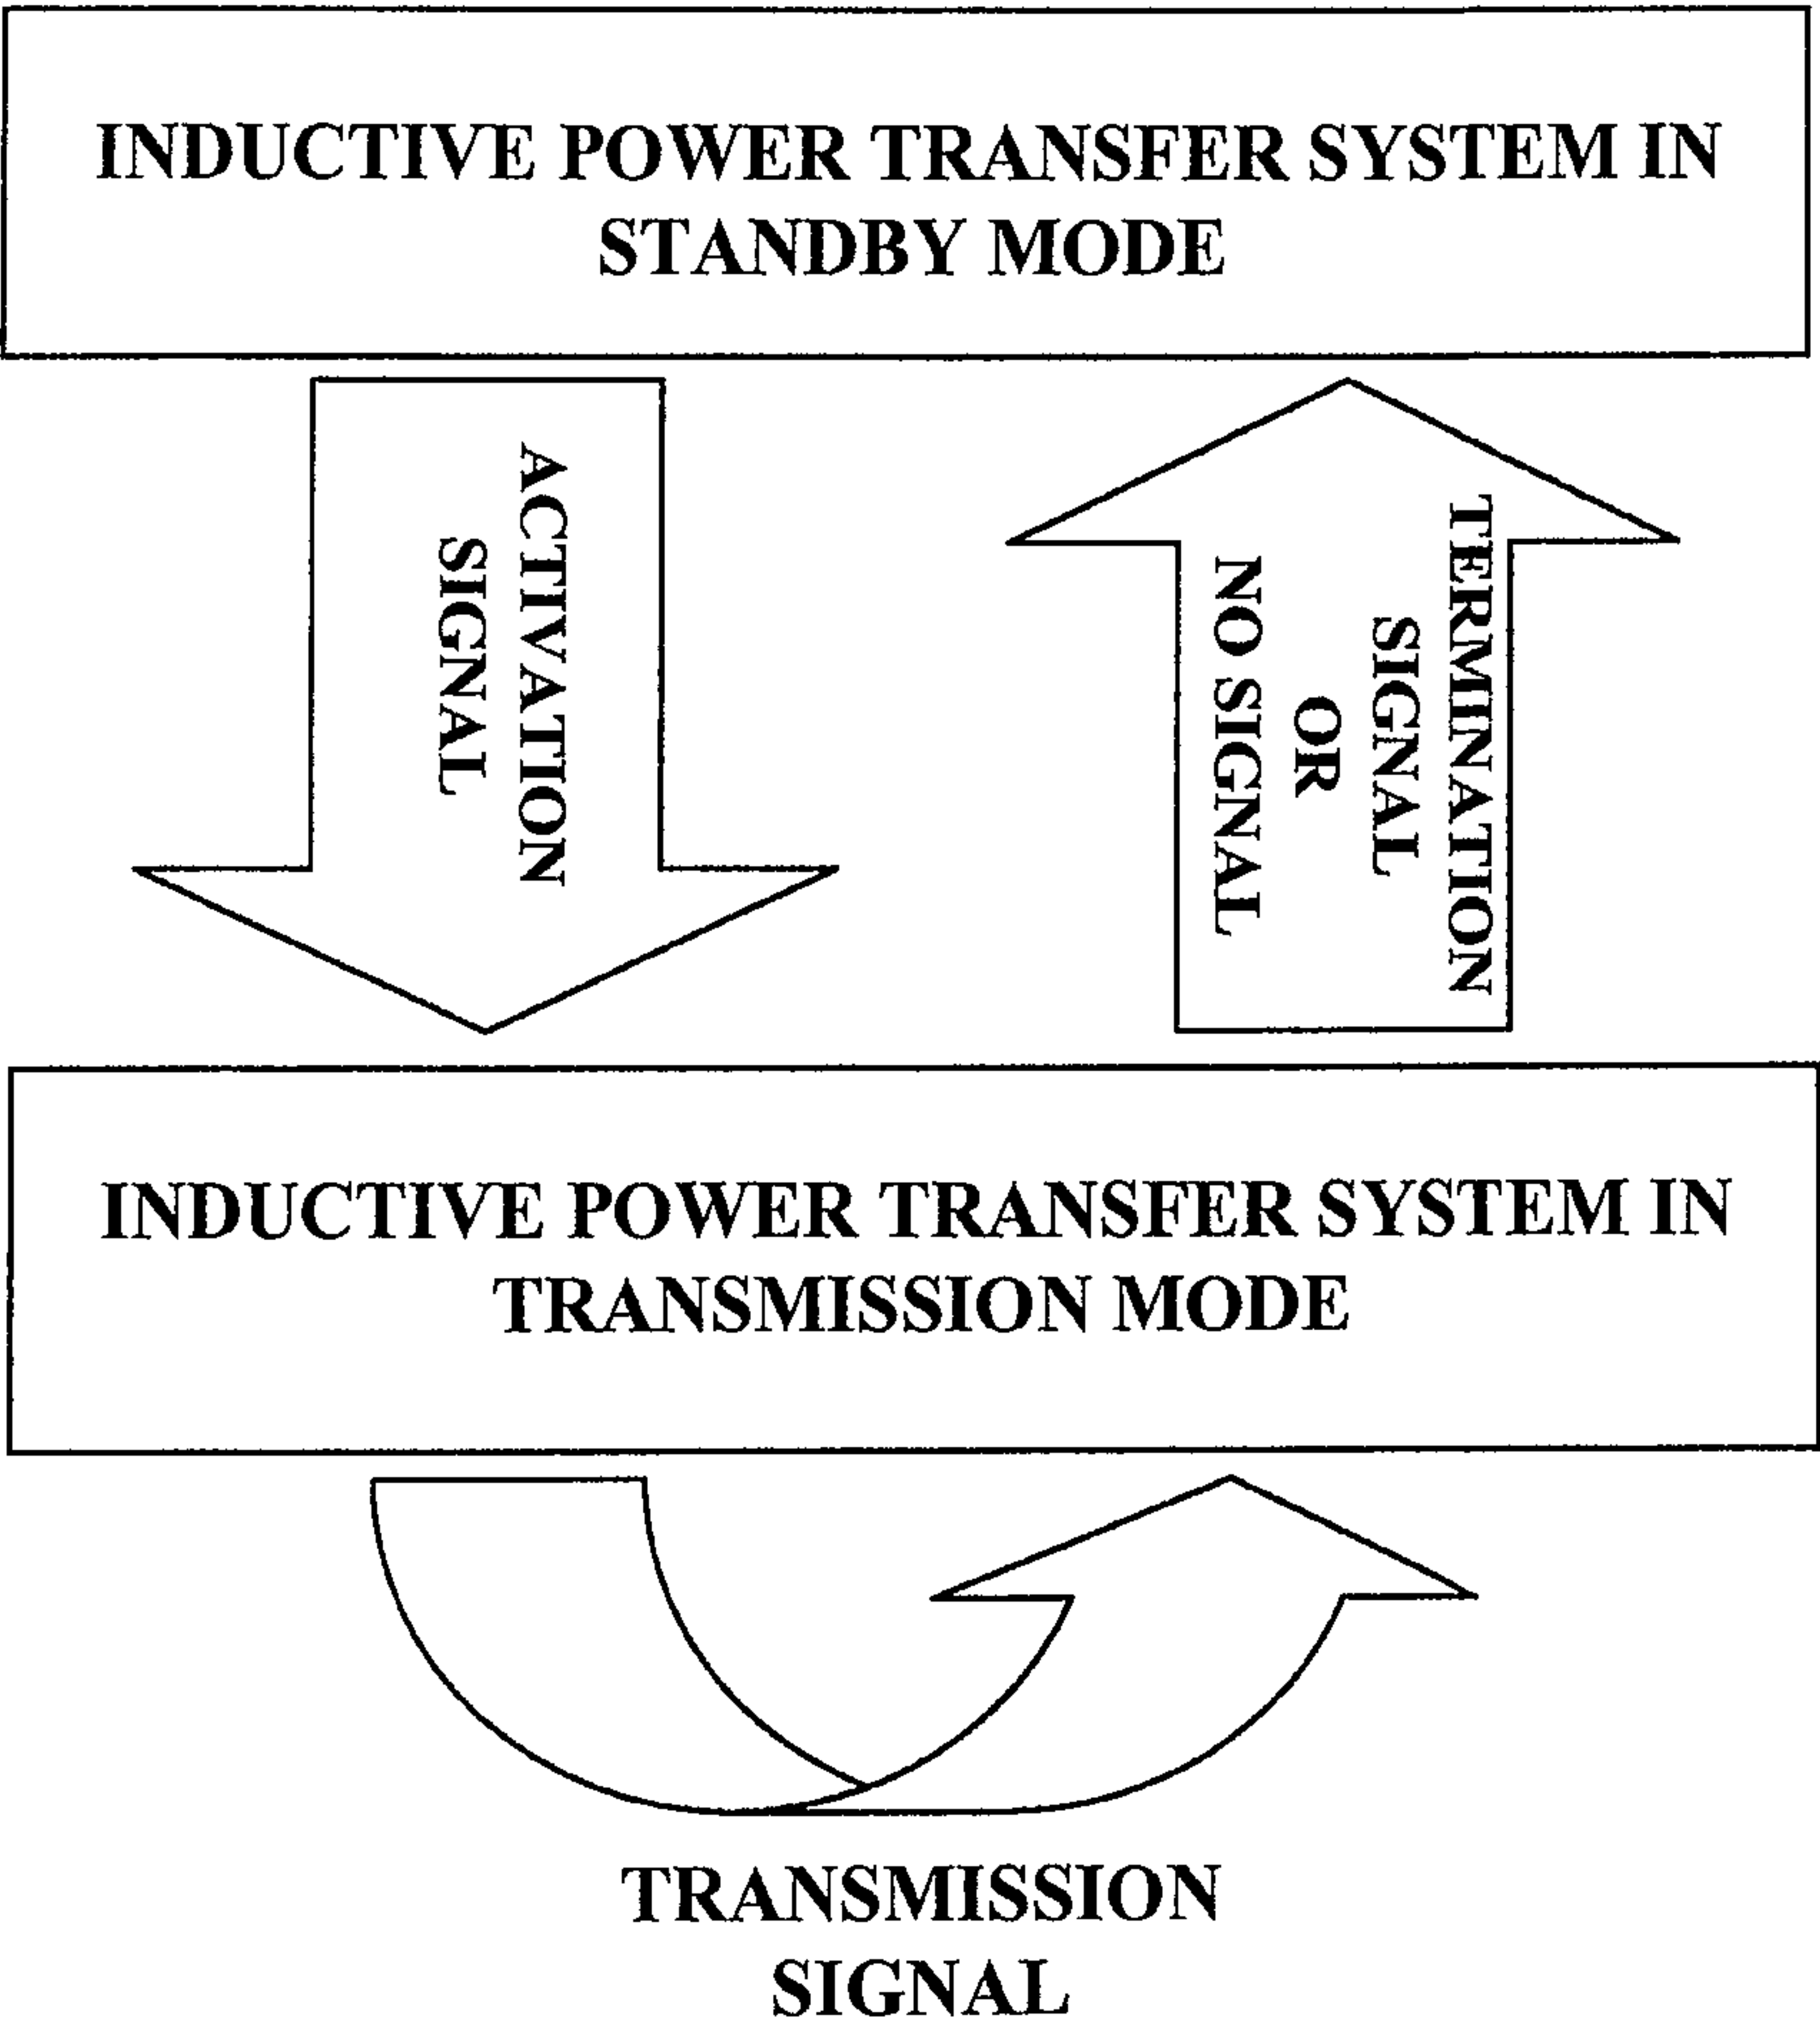 INDUCTIVE POWER TRANSFER SYSTEM IN
STANDBY MODE
ACTIVATION
SIGNAL
TERMINATION
SIGNAL
OR
NO SIGNAL
INDUCTIVE POWER TRANSFER SYSTEM IN
TRANSMISSION MODE
TRANSMISSION
SIGNAL